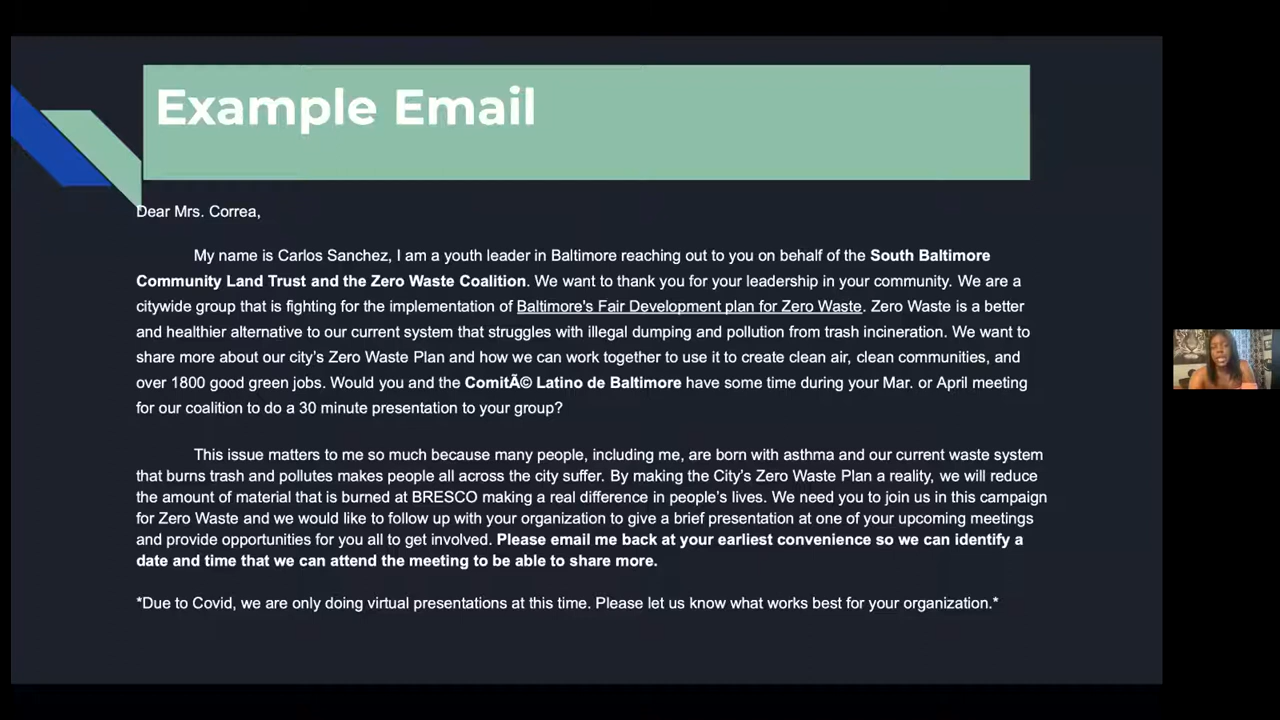 Example Email
Dear Mrs. Correa,
My name is Carlos Sanchez, I am a youth leader in Baltimore reaching out to you on behalf of the South Baltimore
Community Land Trust and the Zero Waste Coalition. We want to thank you for your leadership in your community. We are a
citywide group that is fighting for the implementation of Baltimore's Fair Development plan for Zero Waste. Zero Waste is a better
and healthier alternative to our current system that struggles with illegal dumping and pollution from trash incineration. We want to
share more about our city’s Zero Waste Plan and how we can work together to use it to create clean air, clean communities, and
over 1800 good green jobs. Would you and the ComitÃ© Latino de Baltimore have some time during your Mar. or April meeting
for our coalition to do a 30 minute presentation to your group?
This issue matters to me so much because many people, including me, are born with asthma and our current waste system
that burns trash and pollutes makes people all across the city suffer. By making the City’s Zero Waste Plan a reality, we will reduce
the amount of material that is burned at BRESCO making a real difference in people’s lives. We need you to join us in this campaign
for Zero Waste and we would like to follow up with your organization to give a brief presentation at one of your upcoming meetings
and provide opportunities for you all to get involved. Please email me back at your earliest convenience so we can identify a
date and time that we can attend the meeting to be able to share more.
*Due to Covid, we are only doing virtual presentations at this time. Please let us know what works best for your organization.*